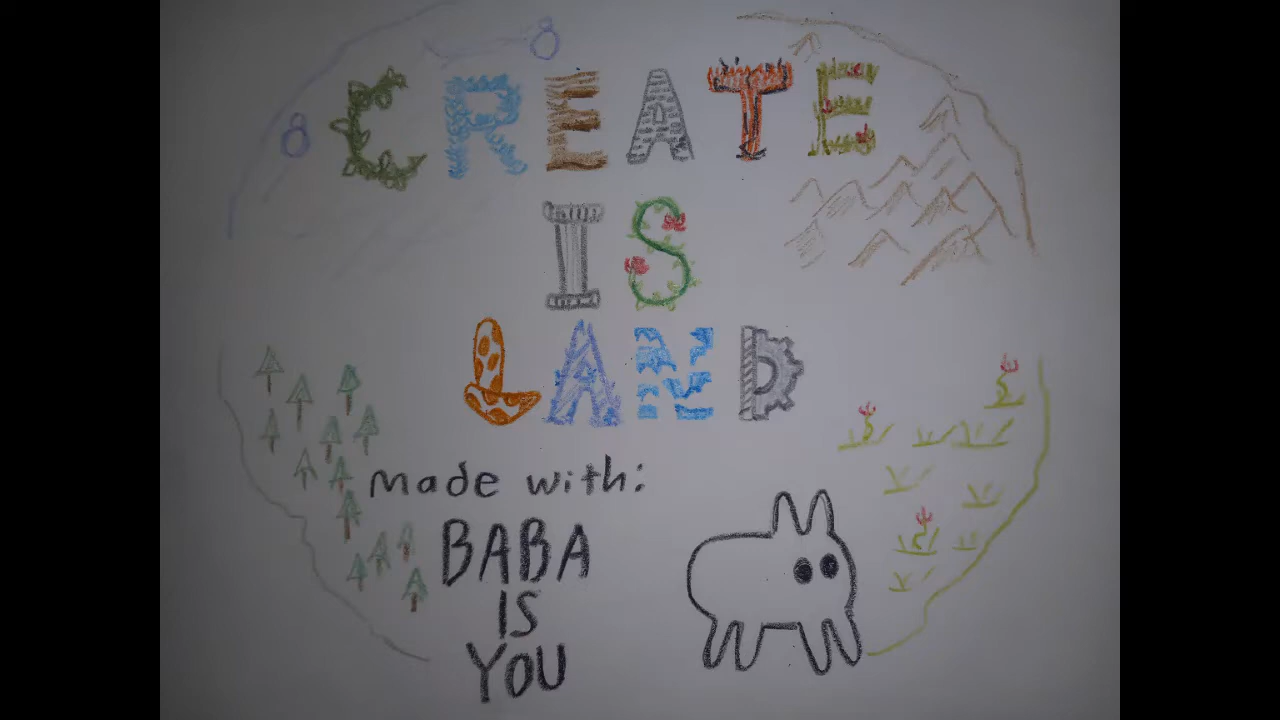 CREATE
IS
LAND
made with:
BABA
IS
YOU